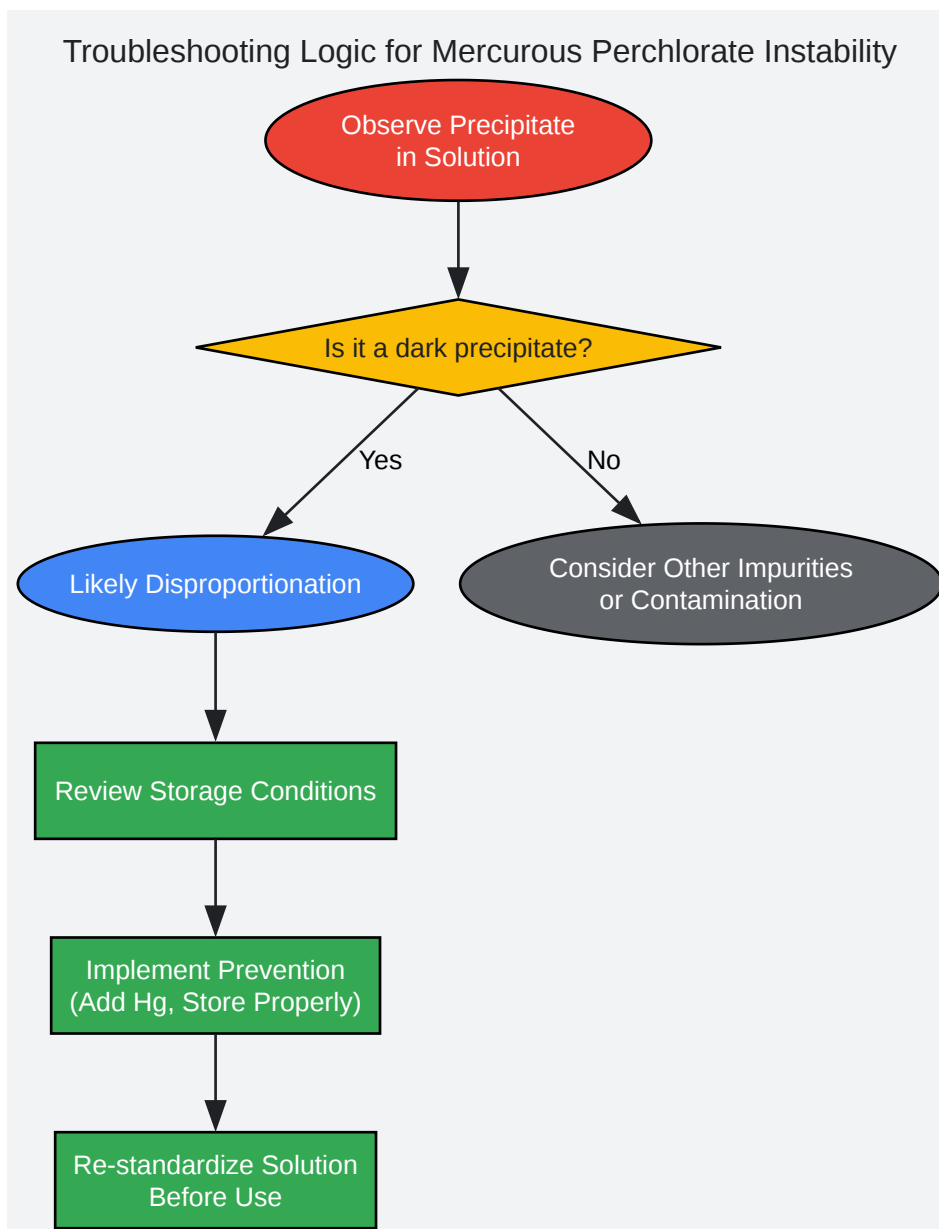 Troubleshooting Logic for Mercurous Perchlorate Instability
Observe Precipitate
in Solution
Is it a dark precipitate?
Yes
No
Likely Disproportionation
Consider Other Impurities
or Contamination
Review Storage Conditions
Implement Prevention
(Add Hg, Store Properly)
Re-standardize Solution
Before Use